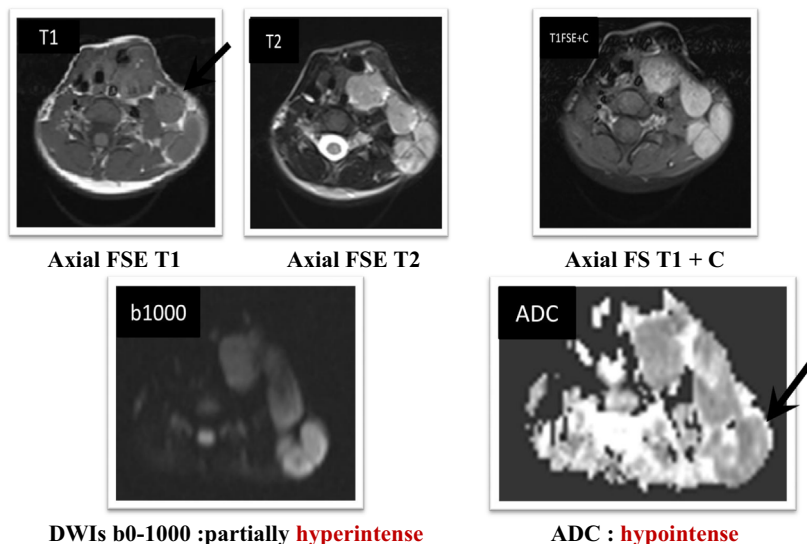 T1
T2
T1FSE+C
Axial FSE T1
Axial FSE T2
Axial FS T1 + C
b1000
ADC
DWIs b0-1000 :partially hyperintense
ADC : hypointense